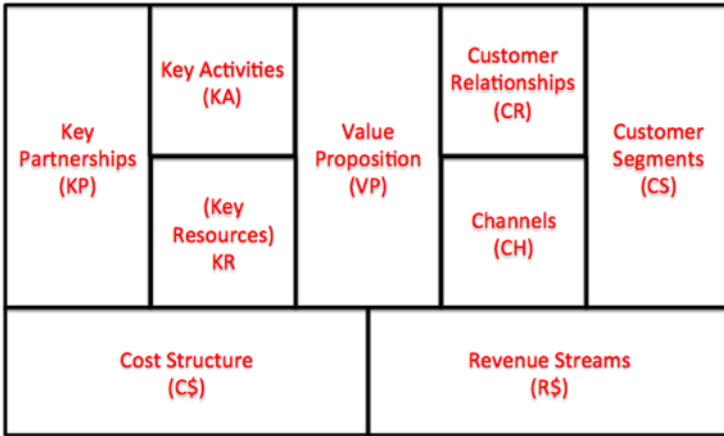 Key
Partnerships
(KP)
Key Activities
(KA)
(Key
Resources)
KR
Value
Proposition
(VP)
Customer
Relationships
(CR)
Channels
(CH)
Customer
Segments
(CS)
Cost Structure
(C$)
Revenue Streams
(R$)